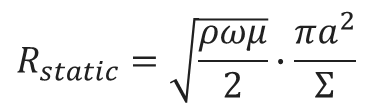 R_static = √(ρωμ/2) · πa²/Σ